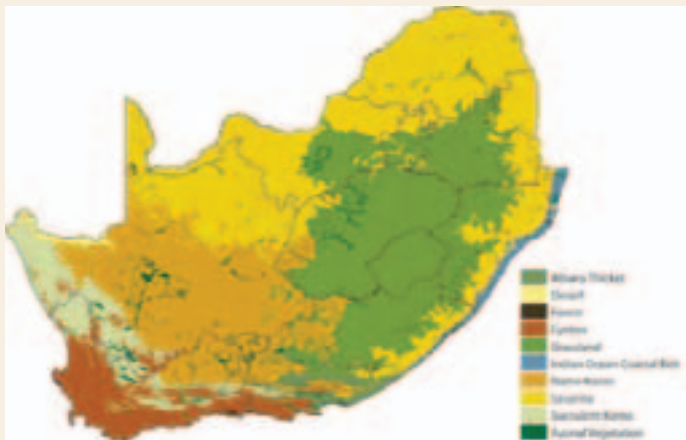 Albany Thicket
Desert
Forest
Fynbos
Grassland
Indian Ocean Coastal Belt
Nama-Karoo
Savanna
Succulent Karoo
Azonal Vegetation